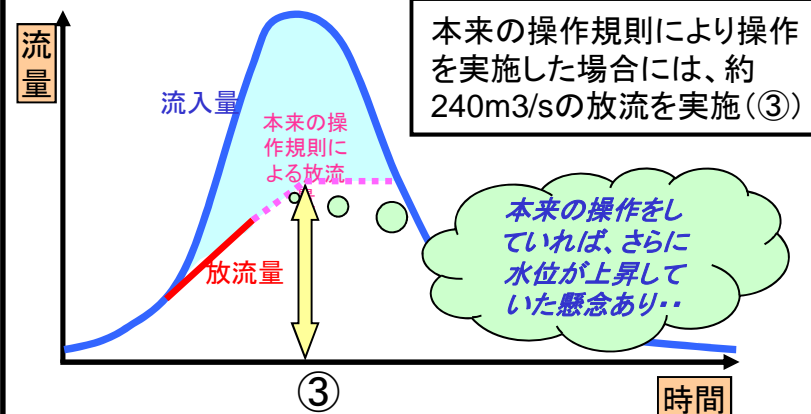 流
量
本来の操作規則により操作
を実施した場合には、約
240m3/sの放流を実施(③)
流入量
本来の操
作規則に
よる放流
放流量
本来の操作をし
ていれば、さらに
水位が上昇して
いた懸念あり・・
③
時間